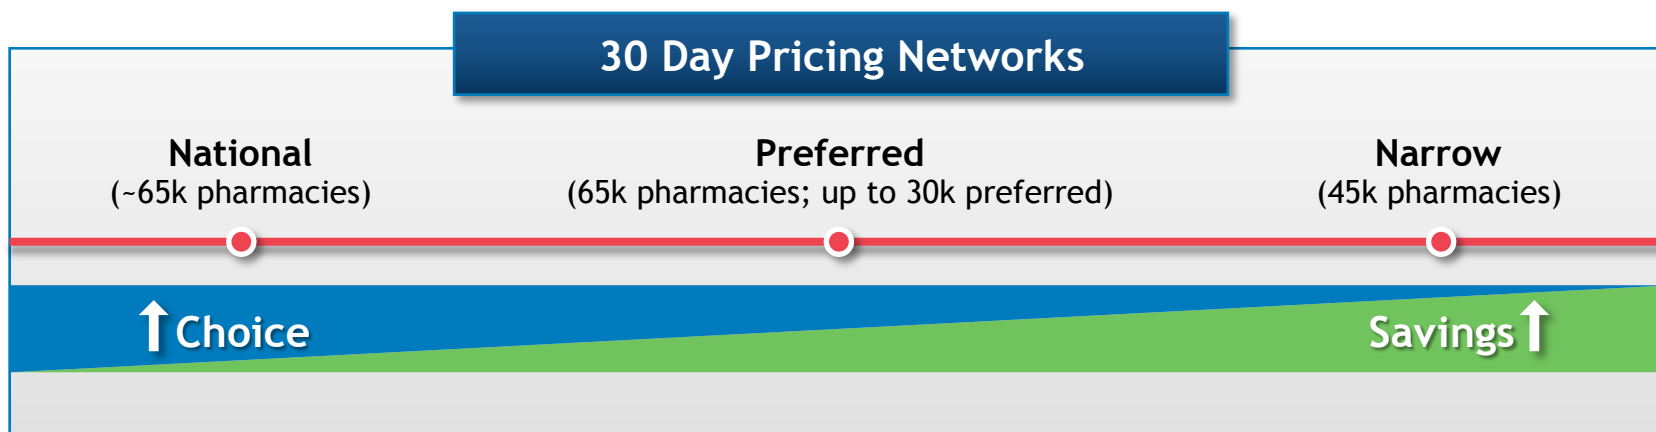 30 Day Pricing Networks
National
(~65k pharmacies)
Preferred
(65k pharmacies; up to 30k preferred)
Narrow
(45k pharmacies)
Choice
Savings